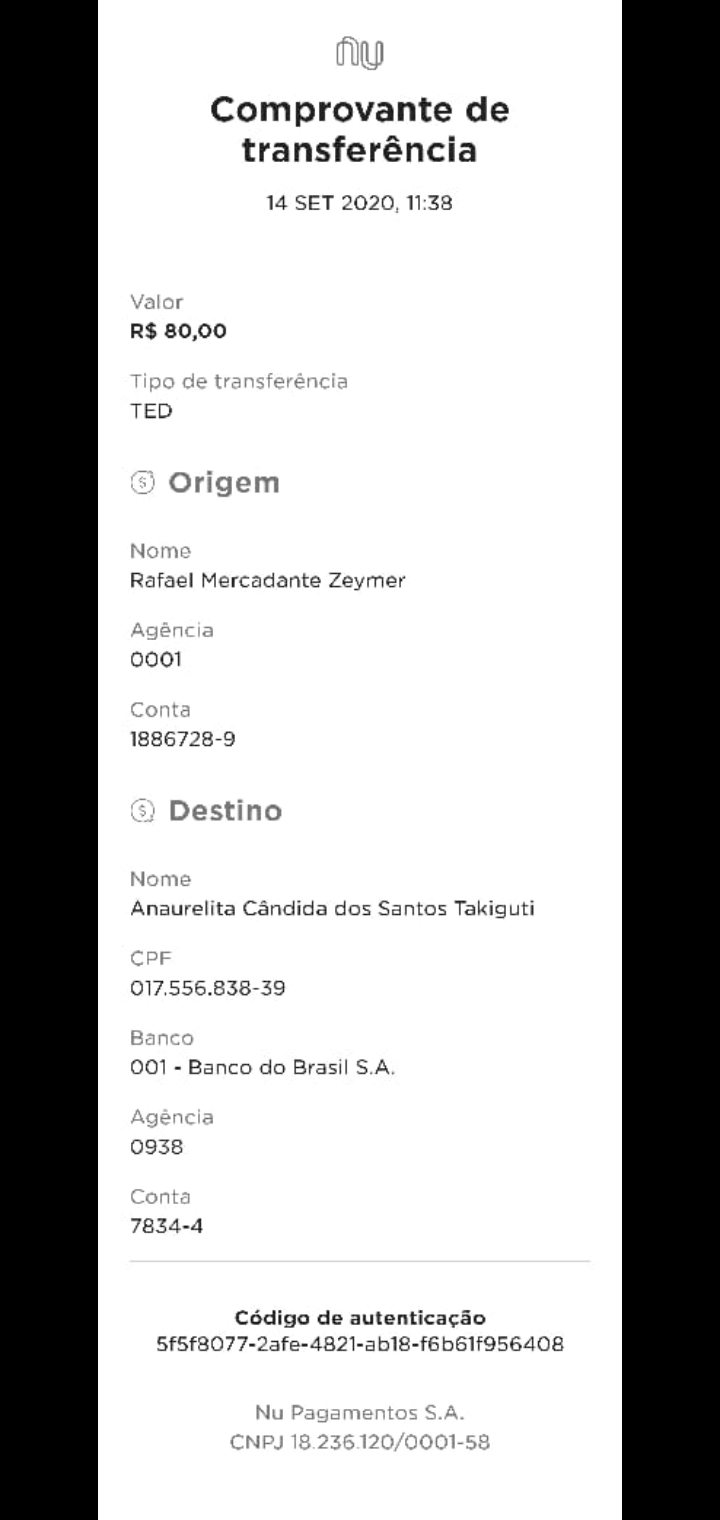 nu
Comprovante de
transferência
14 SET 2020, 11:38
Valor
R$ 80,00
Tipo de transferência
TED
Origem
Nome
Rafael Mercadante Zeymer
Agência
0001
Conta
1886728-9
Destino
Nome
Anaurelita Cândida dos Santos Takiguti
CPF
017.556.838-39
Banco
001 - Banco do Brasil S.A.
Agência
0938
Conta
7834-4
Código de autenticação
5f5f8077-2afe-4821-ab18-f6b61f956408
Nu Pagamentos S.A.
CNPJ 18.236.120/0001-58